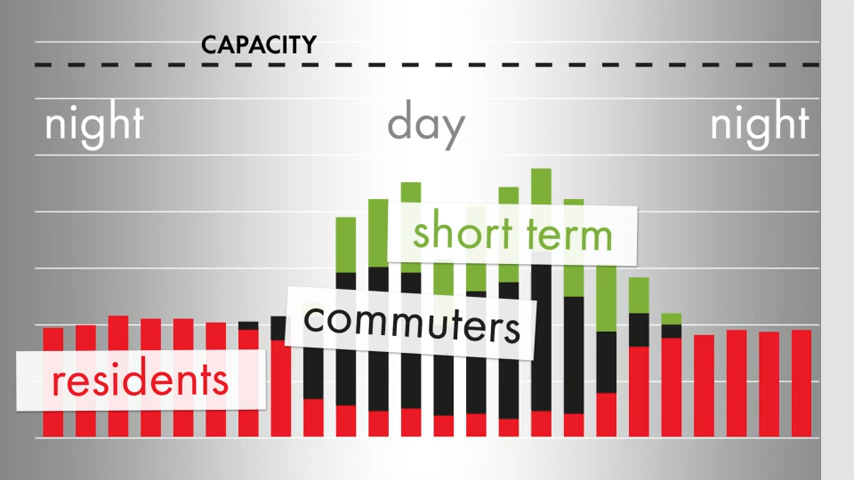 CAPACITY
night day night
short term
commuters
residents